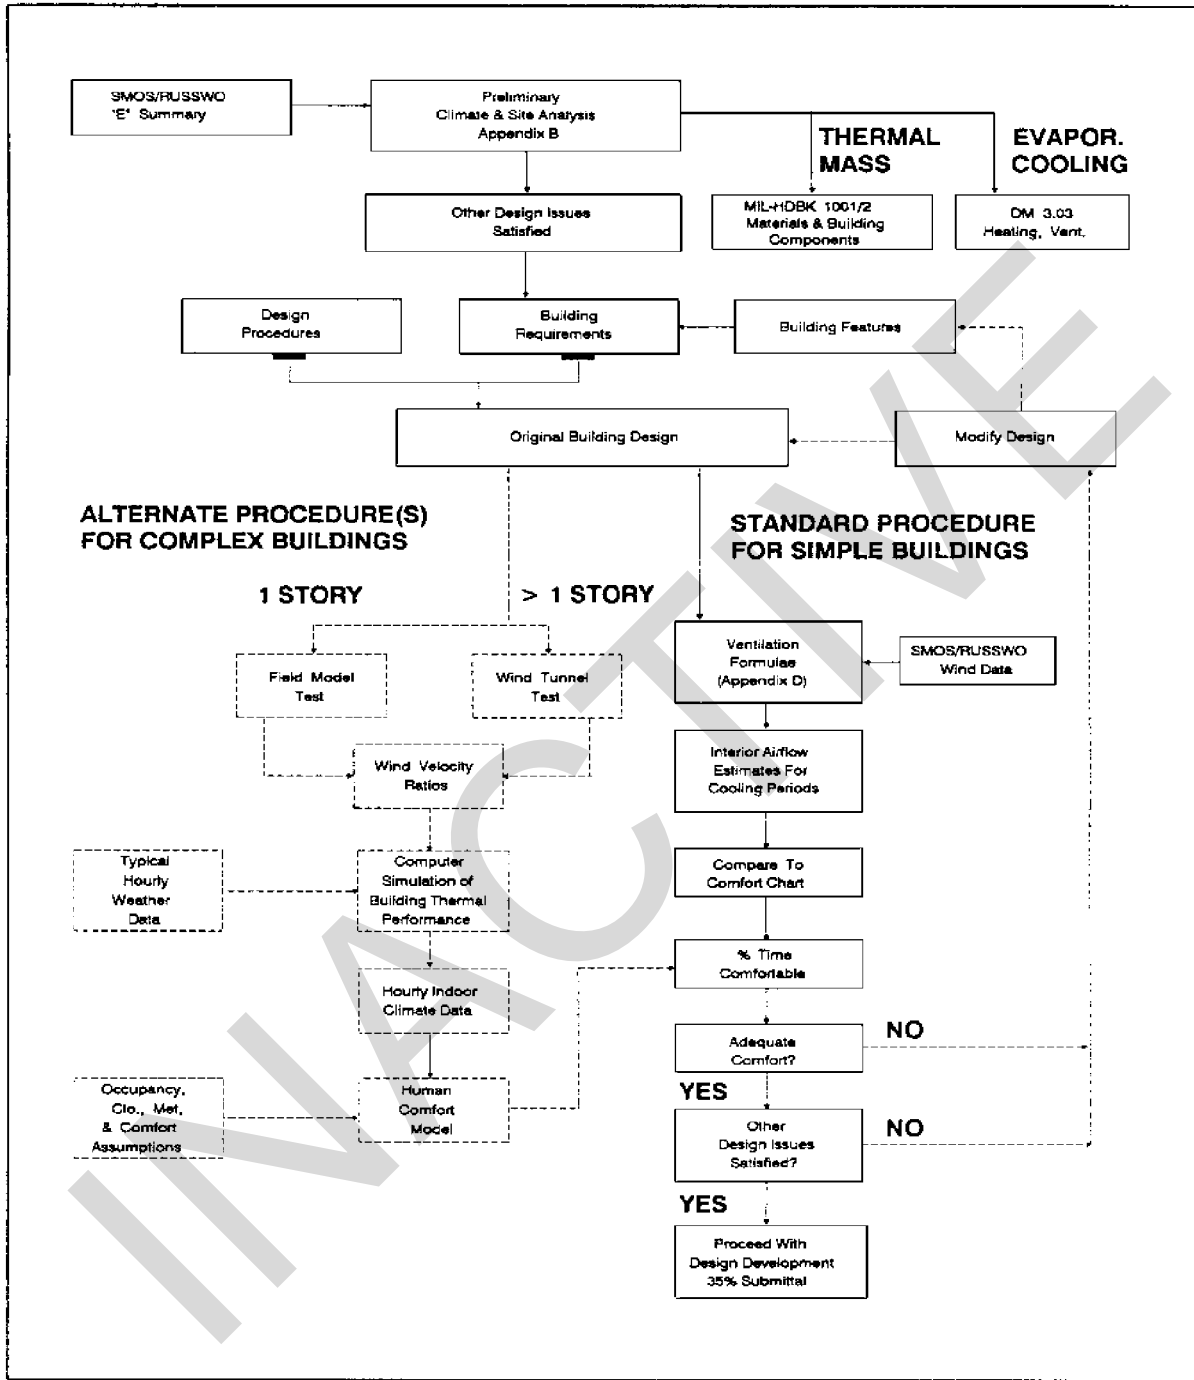 SMOS/RUSSWO
"E" Summary
Preliminary
Climate & Site Analysis
Appendix B
THERMAL
MASS
EVAPOR.
COOLING
Other Design Issues
Satisfied
MIL-HDBK 1001/2
Materials & Building
Components
DM 3.03
Heating, Vent,
Design
Procedures
Building
Requirements
Building Features
Original Building Design
Modify Design
ALTERNATE PROCEDURE(S)
FOR COMPLEX BUILDINGS
STANDARD PROCEDURE
FOR SIMPLE BUILDINGS
1 STORY
> 1 STORY
Field Model
Test
Wind Tunnel
Test
Ventilation
Formulae
(Appendix D)
SMOS/RUSSWO
Wind Data
Wind Velocity
Ratios
Interior Airflow
Estimates For
Cooling Periods
Typical
Hourly
Weather
Data
Computer
Simulation of
Building Thermal
Performance
Compare To
Comfort Chart
% Time
Comfortable
Hourly Indoor
Climate Data
Adequate
Comfort?
NO
YES
Occupancy,
Clo., Met,
& Comfort
Assumptions
Human
Comfort
Model
Other
Design Issues
Satisfied?
NO
YES
Proceed With
Design Development
35% Submittal
INACTIVE